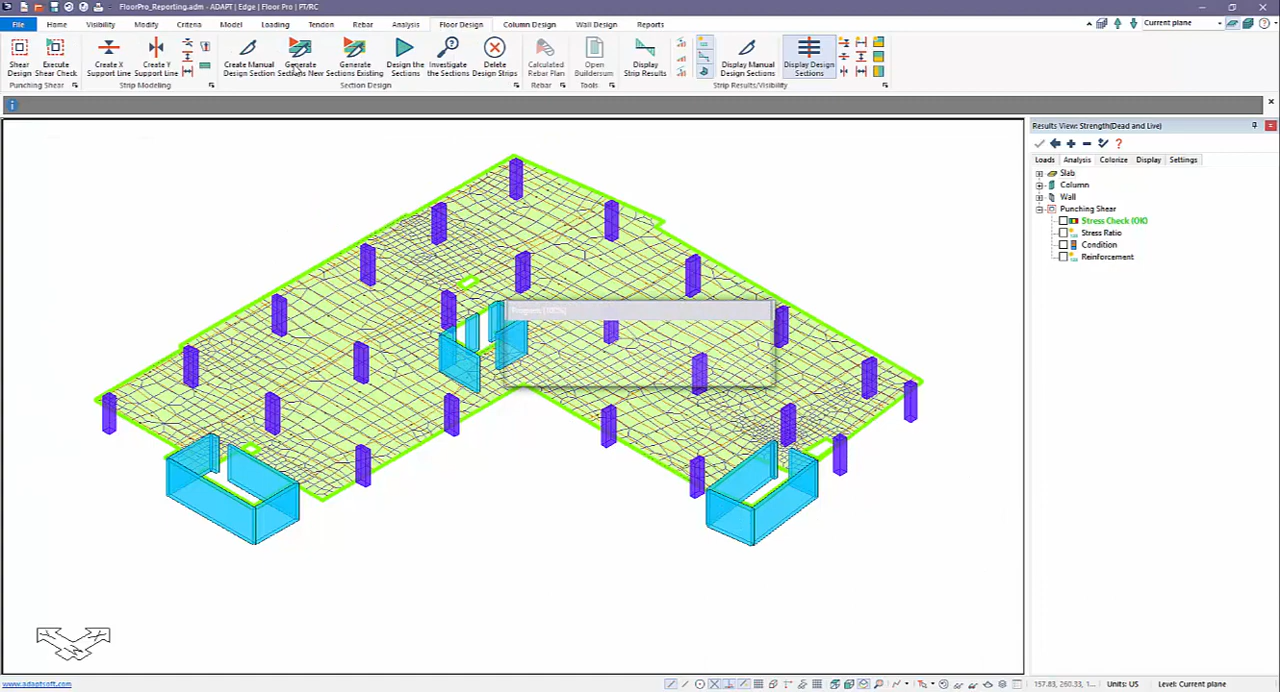 FloorPro_Reporting.adm - ADAPT | Edge | Floor Pro | PT/RC
File Home Visibility Modify Criteria Model Loading Tendon Rebar Analysis Floor Design Column Design Wall Design Reports
Current plane
Shear Design
Execute Shear Check
Create X Support Line
Create Y Support Line
Create Manual Design Section
Generate Sections New
Generate Sections Existing
Design the Sections
Investigate the Sections
Delete Design Strips
Calculated Rebar Plan
Open Buildersum
Display Strip Results
Display Manual Design Sections
Display Design Sections
Punching Shear
Strip Modeling
Section Design
Rebar
Tools
Strip Results/Visibility
Results View: Strength(Dead and Live)
Loads Analysis Colorize Display Settings
Slab
Column
Wall
Punching Shear
Stress Check (OK)
Stress Ratio
Condition
Reinforcement
www.adaptsoft.com
157.83, 260.33, 1...
Units: US
Level: Current plane